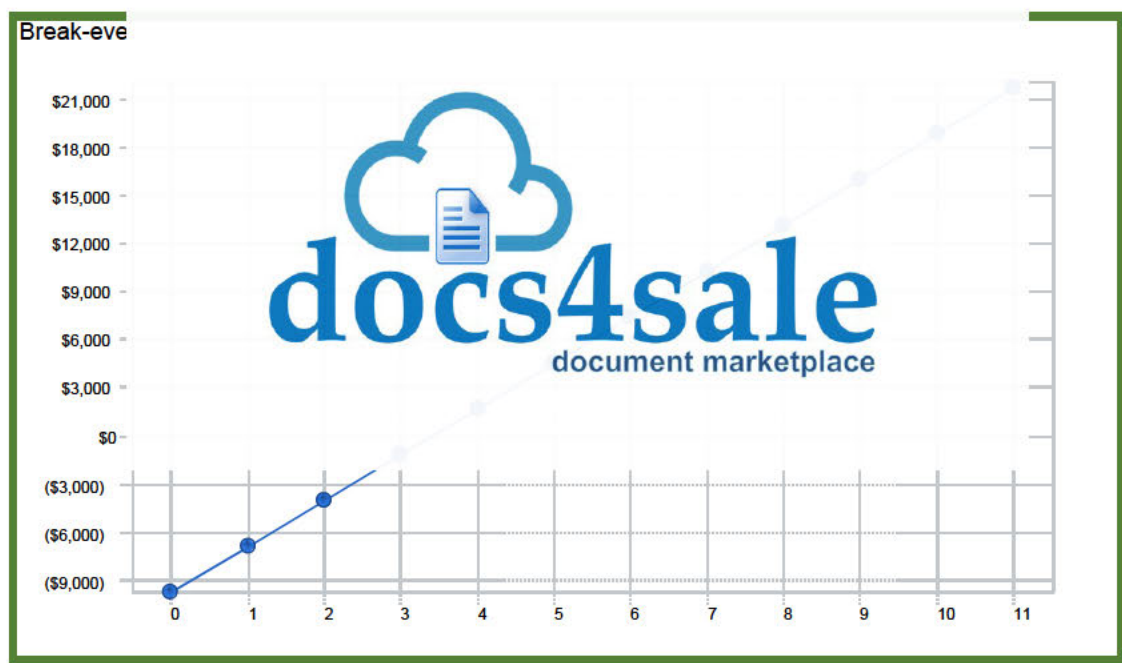 Break-eve
$21,000
$18,000
$15,000
$12,000
$9,000
$6,000
$3,000
$0
($3,000)
($6,000)
($9,000)
docs4sale
document marketplace
0 1 2 3 4 5 6 7 8 9 10 11